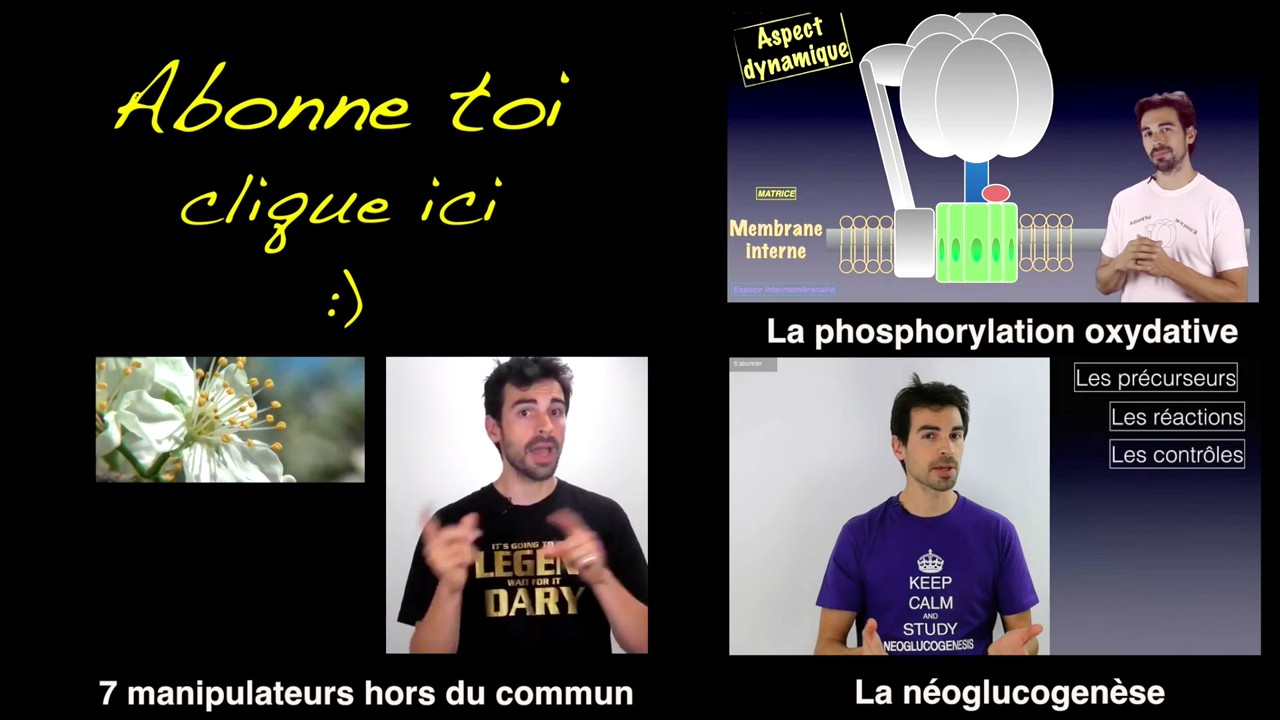 Abonne toi
clique ici
:)
Aspect
dynamique
MATRICE
Membrane
interne
Espace intermembranaire
Aujourd'hui
La phosphorylation oxydative
IT'S GOING TO
LEGEN
WAIT FOR IT
DARY
7 manipulateurs hors du commun
S'abonner
Les précurseurs
Les réactions
Les contrôles
KEEP
CALM
AND
STUDY
NEOGLUCOGENESIS
La néoglucogenèse